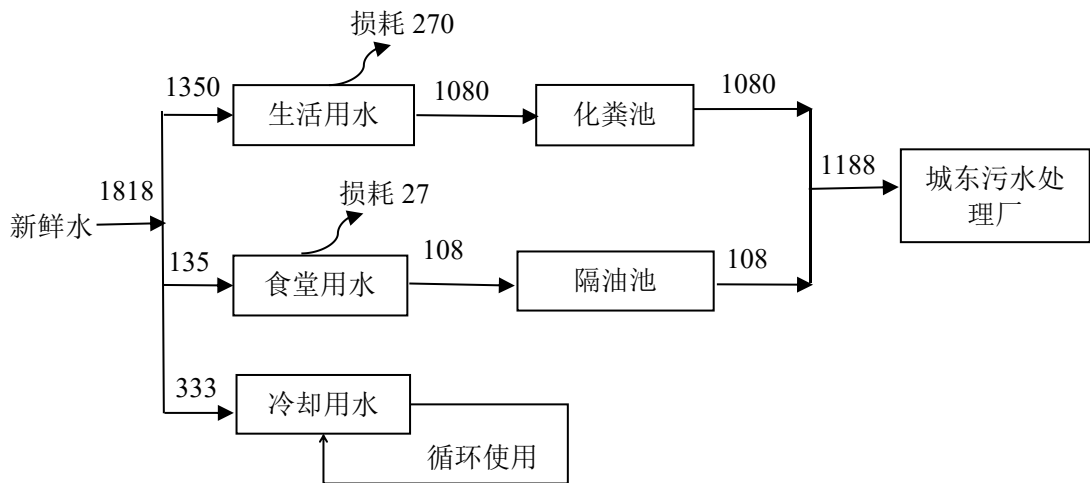 损耗 270
1350
生活用水
1080
化粪池
1080
1818
新鲜水
损耗 27
1188
城东污水处
理厂
135
食堂用水
108
隔油池
108
333
冷却用水
循环使用